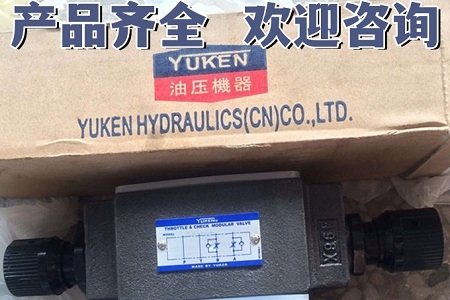 产品齐全 欢迎咨询
YUKEN
油压機器
YUKEN HYDRAULICS(CN)CO.,LTD.
YUKEN
THROTTLE & CHECK MODULAR VALVE
MODEL
MADE BY YUKEN